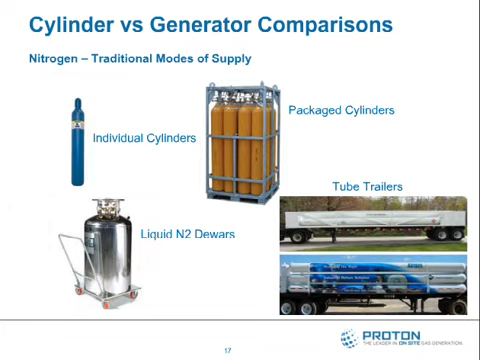 Cylinder vs Generator Comparisons
Nitrogen – Traditional Modes of Supply
Packaged Cylinders
Individual Cylinders
Tube Trailers
Liquid N2 Dewars
PROTON
THE LEADER IN ON SITE GAS GENERATION.
17